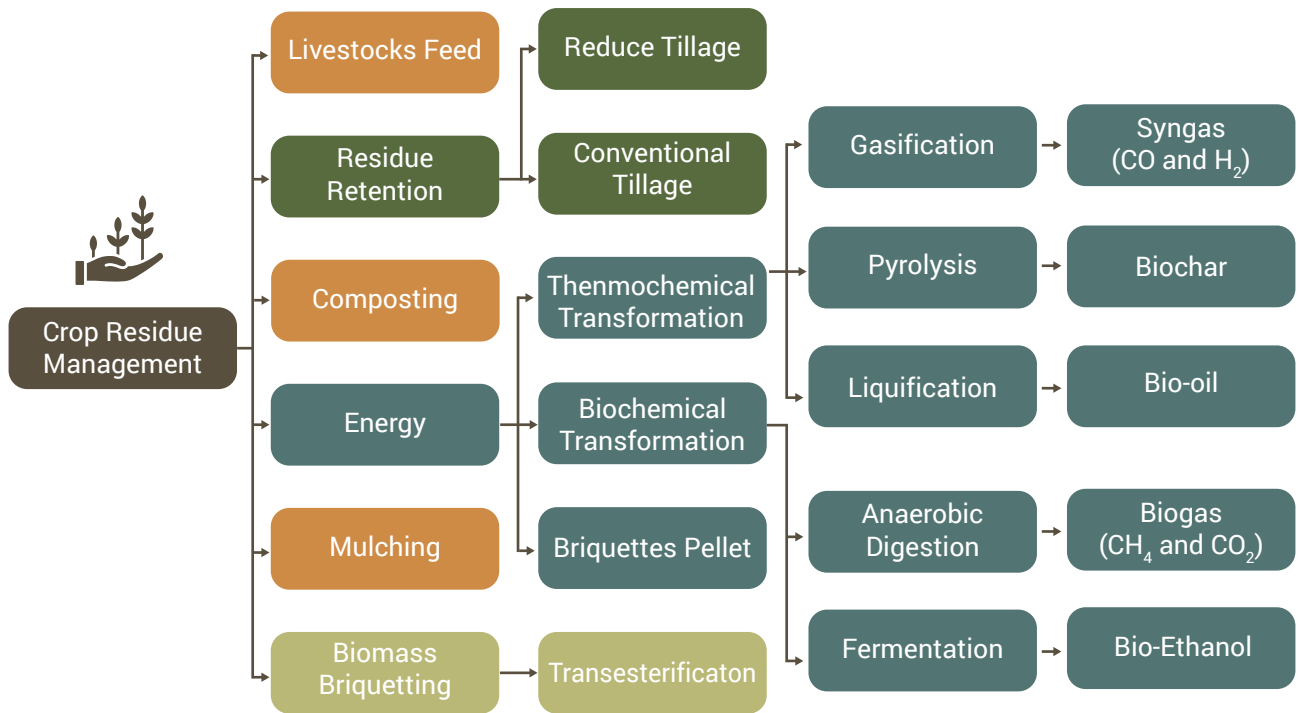 Crop Residue
Management
Livestocks Feed
Residue
Retention
Composting
Energy
Mulching
Biomass
Briquetting
Reduce Tillage
Conventional
Tillage
Thenmochemical
Transformation
Biochemical
Transformation
Briquettes Pellet
Transesterificaton
Gasification
Pyrolysis
Liquification
Anaerobic
Digestion
Fermentation
Syngas
(CO and H₂)
Biochar
Bio-oil
Biogas
(CH₄ and CO₂)
Bio-Ethanol